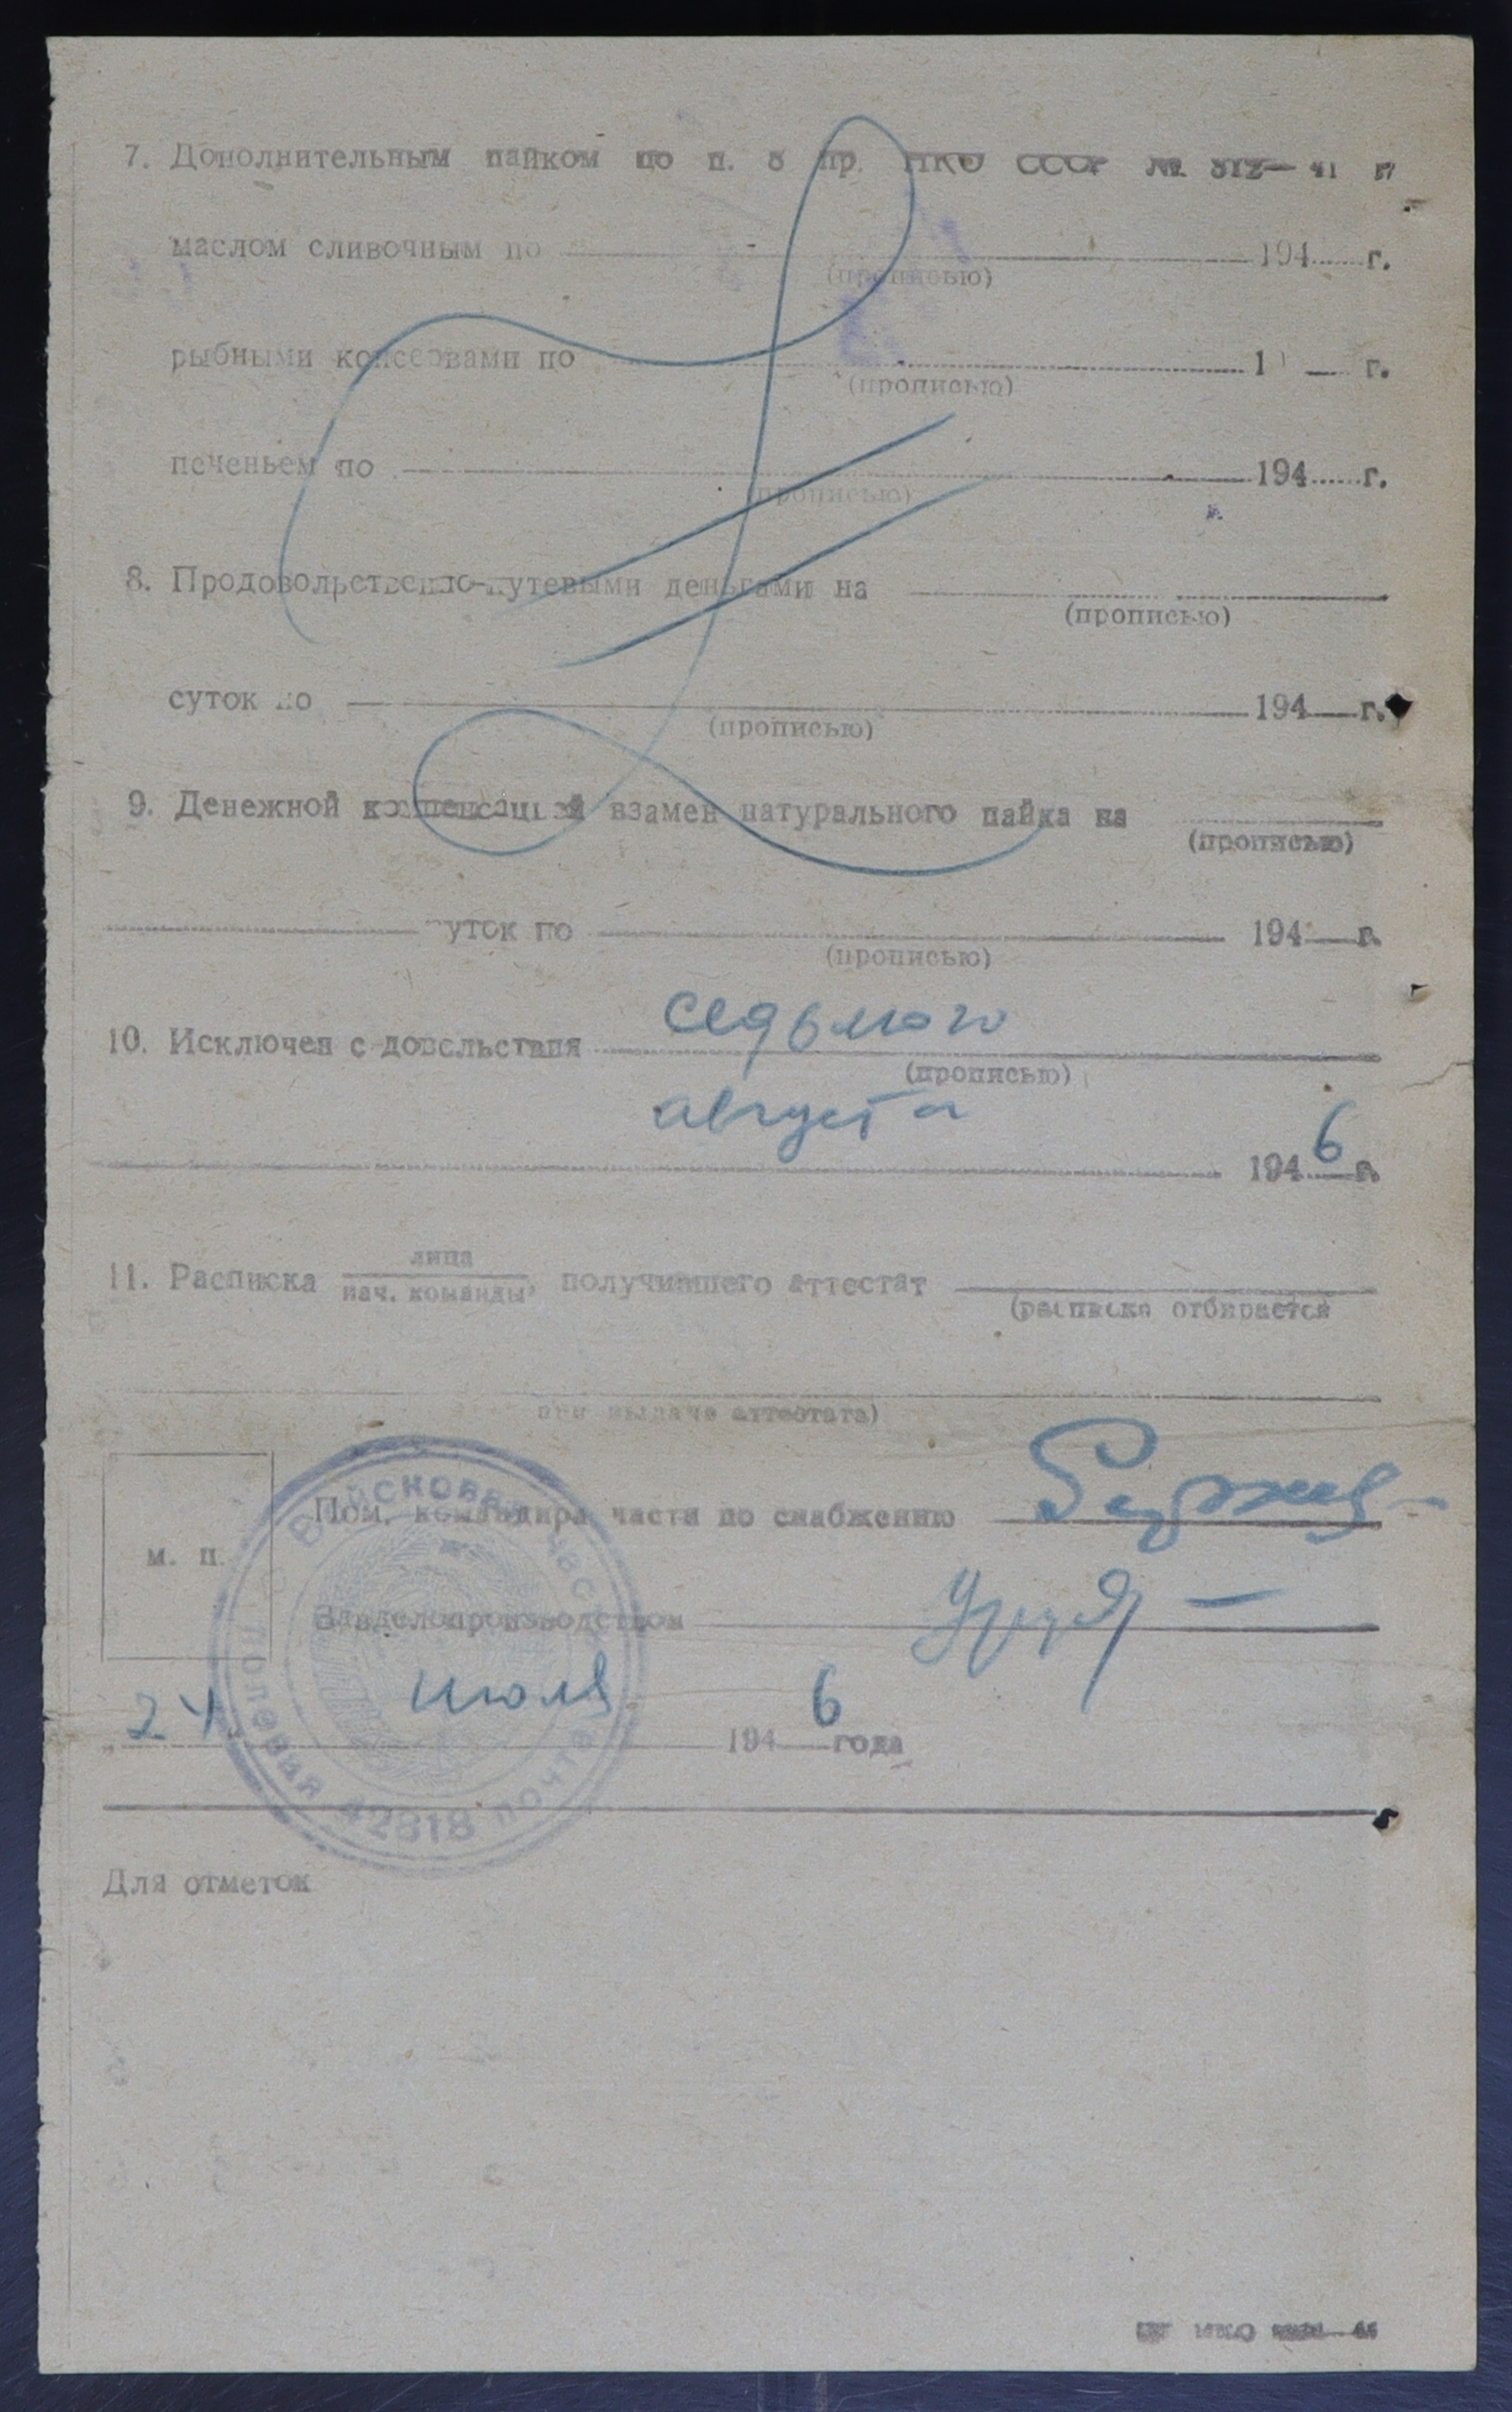 7. Дополнительным пайком по п. 8 пр. НКО СССР № 312—41 г.
маслом сливочным по 194 г.
(прописью)
рыбными консервами по 1 г.
(прописью)
печеньем по 194 г.
(прописью)
8. Продовольственно-путевыми деньгами на
(прописью)
суток по 194 г.
(прописью)
9. Денежной компенсацией взамен натурального пайка на
(прописью)
суток по 194 г.
(прописью)
10. Исключен с довольствия седьмого
(прописью)
августа
1946 г.
11. Расписка лица
нач. команды, получившего аттестат
(расписка отбирается
при выдаче аттестата)
м. п.
Пом. командира части по снабжению
Завделопроизводством
24 июля 1946 года
Войсковая часть
Полевая почта 42318
Для отметок